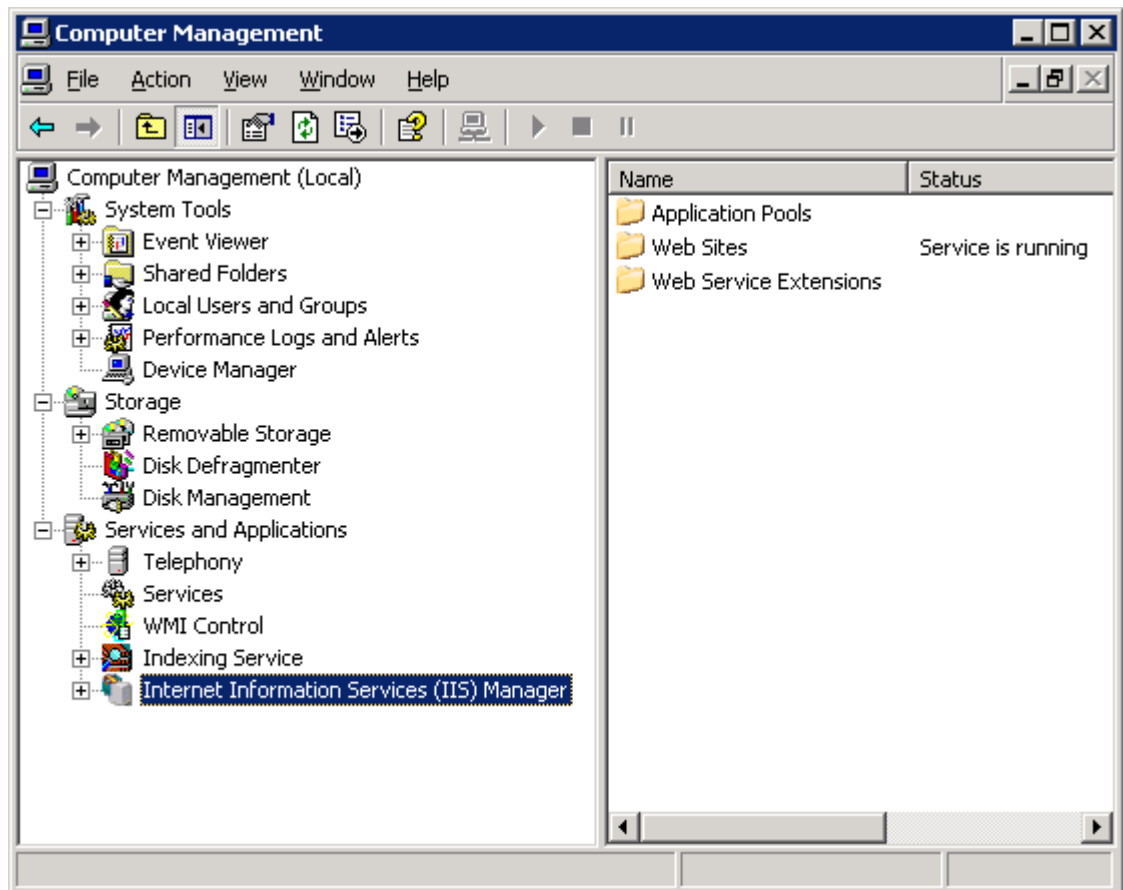 Computer Management
File Action View Window Help
Computer Management (Local)
System Tools
Event Viewer
Shared Folders
Local Users and Groups
Performance Logs and Alerts
Device Manager
Storage
Removable Storage
Disk Defragmenter
Disk Management
Services and Applications
Telephony
Services
WMI Control
Indexing Service
Internet Information Services (IIS) Manager
Name Status
Application Pools
Web Sites Service is running
Web Service Extensions